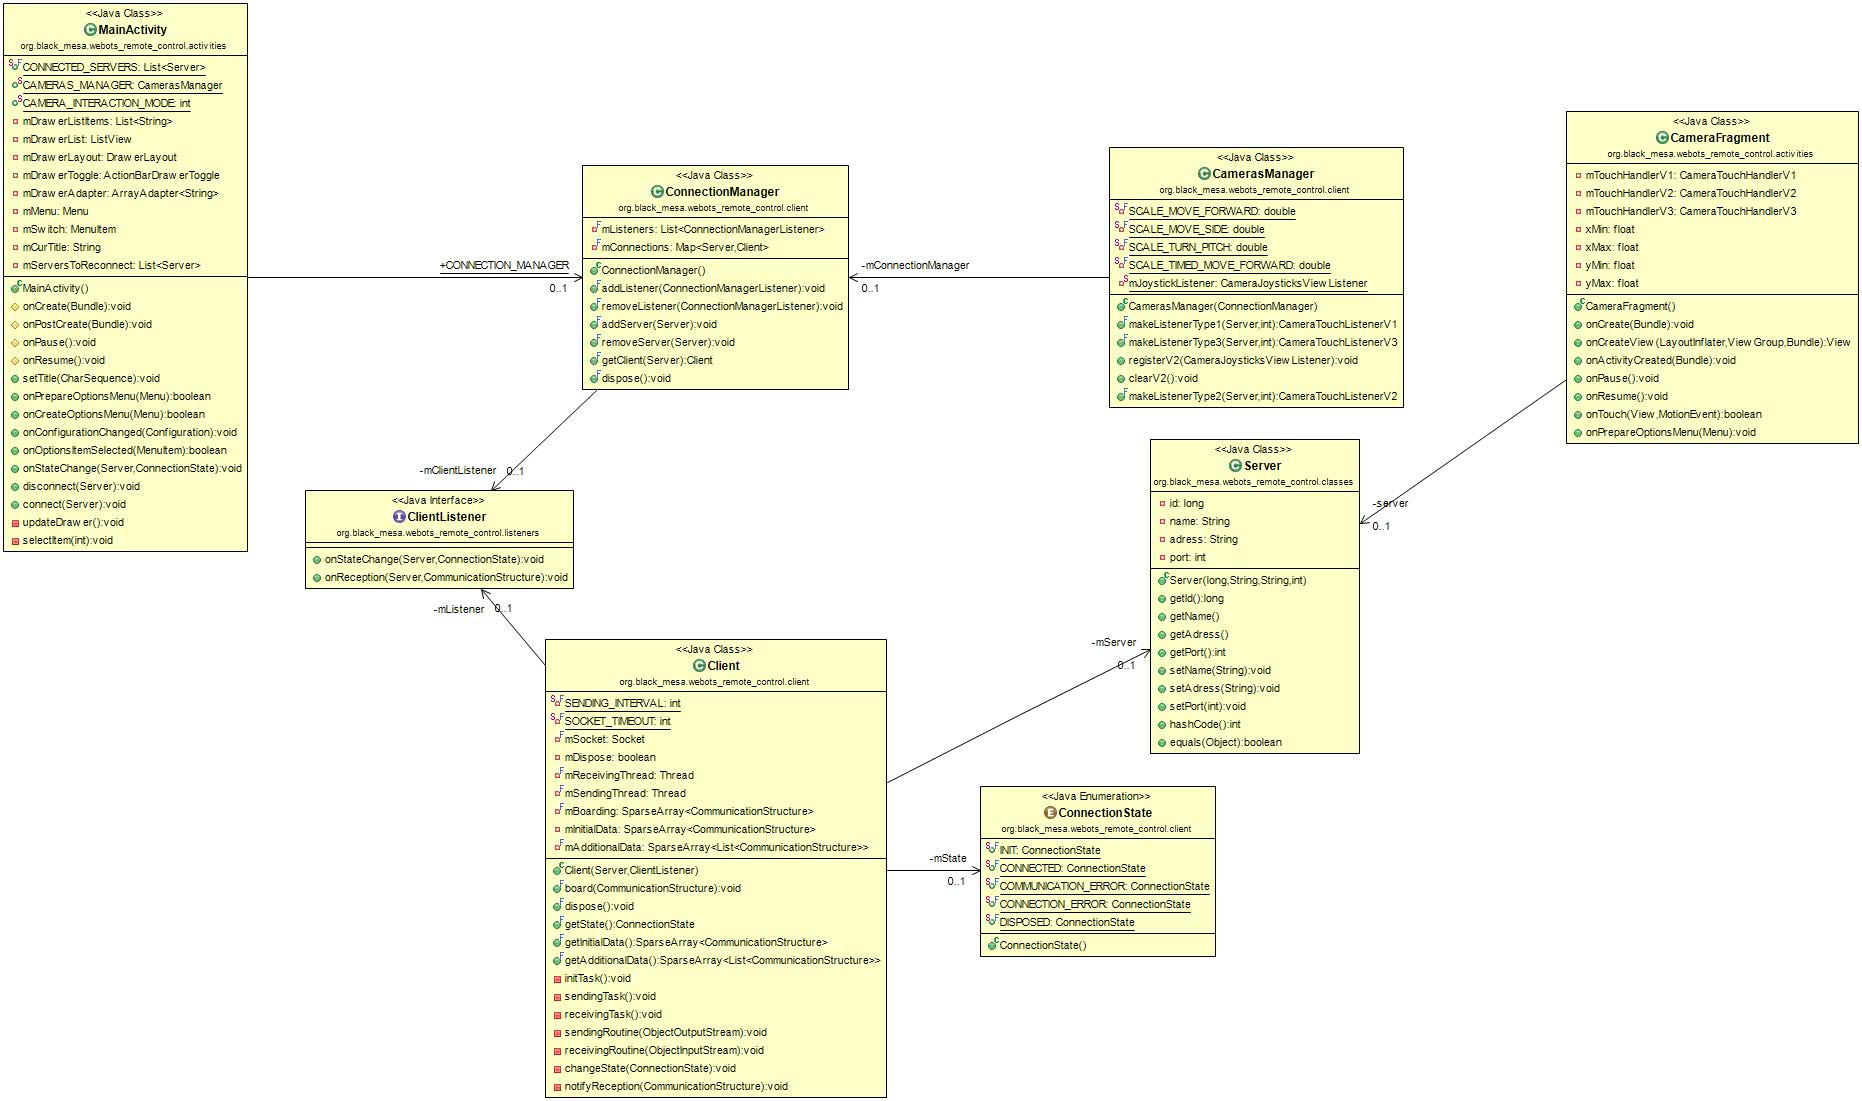 <<Java Class>>
MainActivity
org.black_mesa.webots_remote_control.activities
CONNECTED_SERVERS: List<Server>
CAMERAS_MANAGER: CamerasManager
CAMERA_INTERACTION_MODE: int
mDrawerListItems: List<String>
mDrawerList: ListView
mDrawerLayout: DrawerLayout
mDrawerToggle: ActionBarDrawerToggle
mDrawerAdapter: ArrayAdapter<String>
mMenu: Menu
mSwitch: MenuItem
mCurTitle: String
mServersToReconnect: List<Server>
MainActivity()
onCreate(Bundle):void
onPostCreate(Bundle):void
onPause():void
onResume():void
setTitle(CharSequence):void
onPrepareOptionsMenu(Menu):boolean
onCreateOptionsMenu(Menu):boolean
onConfigurationChanged(Configuration):void
onOptionsItemSelected(MenuItem):boolean
onStateChange(Server,ConnectionState):void
disconnect(Server):void
connect(Server):void
updateDrawer():void
selectItem(int):void
+CONNECTION_MANAGER
0..1
<<Java Class>>
ConnectionManager
org.black_mesa.webots_remote_control.client
mListeners: List<ConnectionManagerListener>
mConnections: Map<Server,Client>
ConnectionManager()
addListener(ConnectionManagerListener):void
removeListener(ConnectionManagerListener):void
addServer(Server):void
removeServer(Server):void
getClient(Server):Client
dispose():void
-mConnectionManager
0..1
<<Java Class>>
CamerasManager
org.black_mesa.webots_remote_control.client
SCALE_MOVE_FORWARD: double
SCALE_MOVE_SIDE: double
SCALE_TURN_PITCH: double
SCALE_TIMED_MOVE_FORWARD: double
mJoystickListener: CameraJoysticksViewListener
CamerasManager(ConnectionManager)
makeListenerType1(Server,int):CameraTouchListenerV1
makeListenerType3(Server,int):CameraTouchListenerV3
registerV2(CameraJoysticksViewListener):void
clearV2():void
makeListenerType2(Server,int):CameraTouchListenerV2
<<Java Class>>
CameraFragment
org.black_mesa.webots_remote_control.activities
mTouchHandlerV1: CameraTouchHandlerV1
mTouchHandlerV2: CameraTouchHandlerV2
mTouchHandlerV3: CameraTouchHandlerV3
xMin: float
xMax: float
yMin: float
yMax: float
CameraFragment()
onCreate(Bundle):void
onCreateView(LayoutInflater,ViewGroup,Bundle):View
onActivityCreated(Bundle):void
onPause():void
onResume():void
onTouch(View,MotionEvent):boolean
onPrepareOptionsMenu(Menu):void
-server
0..1
-mClientListener
0..1
<<Java Interface>>
ClientListener
org.black_mesa.webots_remote_control.listeners
onStateChange(Server,ConnectionState):void
onReception(Server,CommunicationStructure):void
-mListener
0..1
<<Java Class>>
Server
org.black_mesa.webots_remote_control.classes
id: long
name: String
adress: String
port: int
Server(long,String,String,int)
getId():long
getName()
getAdress()
getPort():int
setName(String):void
setAdress(String):void
setPort(int):void
hashCode():int
equals(Object):boolean
-mServer
0..1
<<Java Class>>
Client
org.black_mesa.webots_remote_control.client
SENDING_INTERVAL: int
SOCKET_TIMEOUT: int
mSocket: Socket
mDispose: boolean
mReceivingThread: Thread
mSendingThread: Thread
mBoarding: SparseArray<CommunicationStructure>
mInitialData: SparseArray<CommunicationStructure>
mAdditionalData: SparseArray<List<CommunicationStructure>>
Client(Server,ClientListener)
board(CommunicationStructure):void
dispose():void
getState():ConnectionState
getInitialData():SparseArray<CommunicationStructure>
getAdditionalData():SparseArray<List<CommunicationStructure>>
initTask():void
sendingTask():void
receivingTask():void
sendingRoutine(ObjectOutputStream):void
receivingRoutine(ObjectInputStream):void
changeState(ConnectionState):void
notifyReception(CommunicationStructure):void
-mState
0..1
<<Java Enumeration>>
ConnectionState
org.black_mesa.webots_remote_control.client
INIT: ConnectionState
CONNECTED: ConnectionState
COMMUNICATION_ERROR: ConnectionState
CONNECTION_ERROR: ConnectionState
DISPOSED: ConnectionState
ConnectionState()